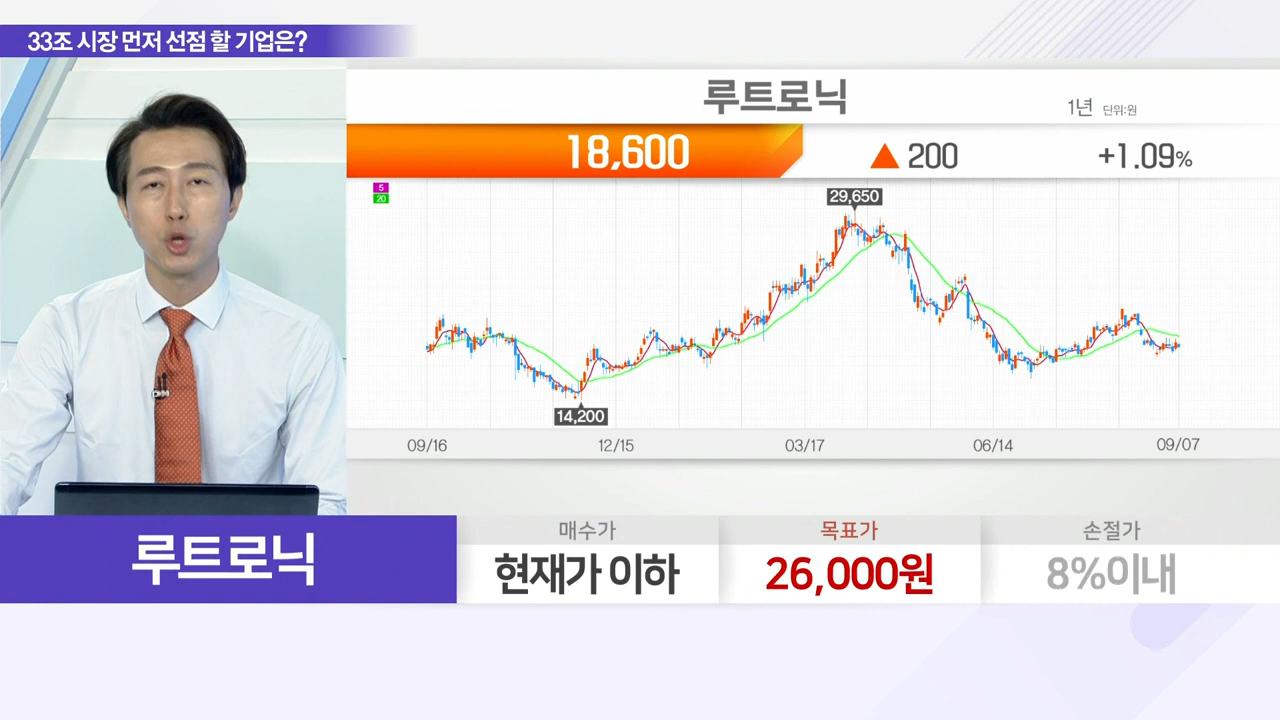 33조 시장 먼저 선점 할 기업은?
루트로닉
1년 단위:원
18,600 ▲ 200 +1.09%
5
20
29,650
14,200
09/16 12/15 03/17 06/14 09/07
루트로닉
매수가 목표가 손절가
현재가 이하 26,000원 8%이내